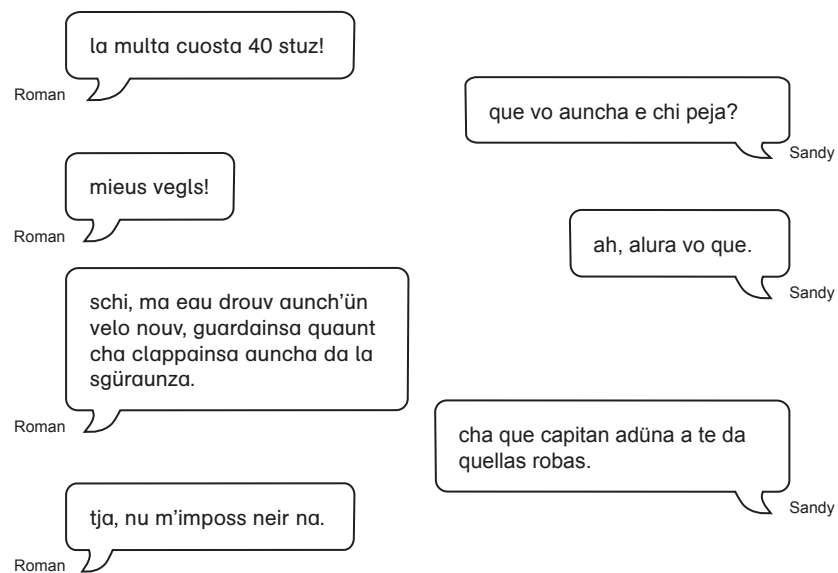 la multa cuosta 40 stuz!
Roman
que vo auncha e chi peja?
Sandy
mieus vegls!
Roman
ah, alura vo que.
Sandy
schi, ma eau drouv aunch'ün
velo nouv, guardainsa quaunt
cha clappainsa auncha da la
sgüraunza.
Roman
cha que capitan adüna a te da
quellas robas.
Sandy
tja, nu m'imposs neir na.
Roman